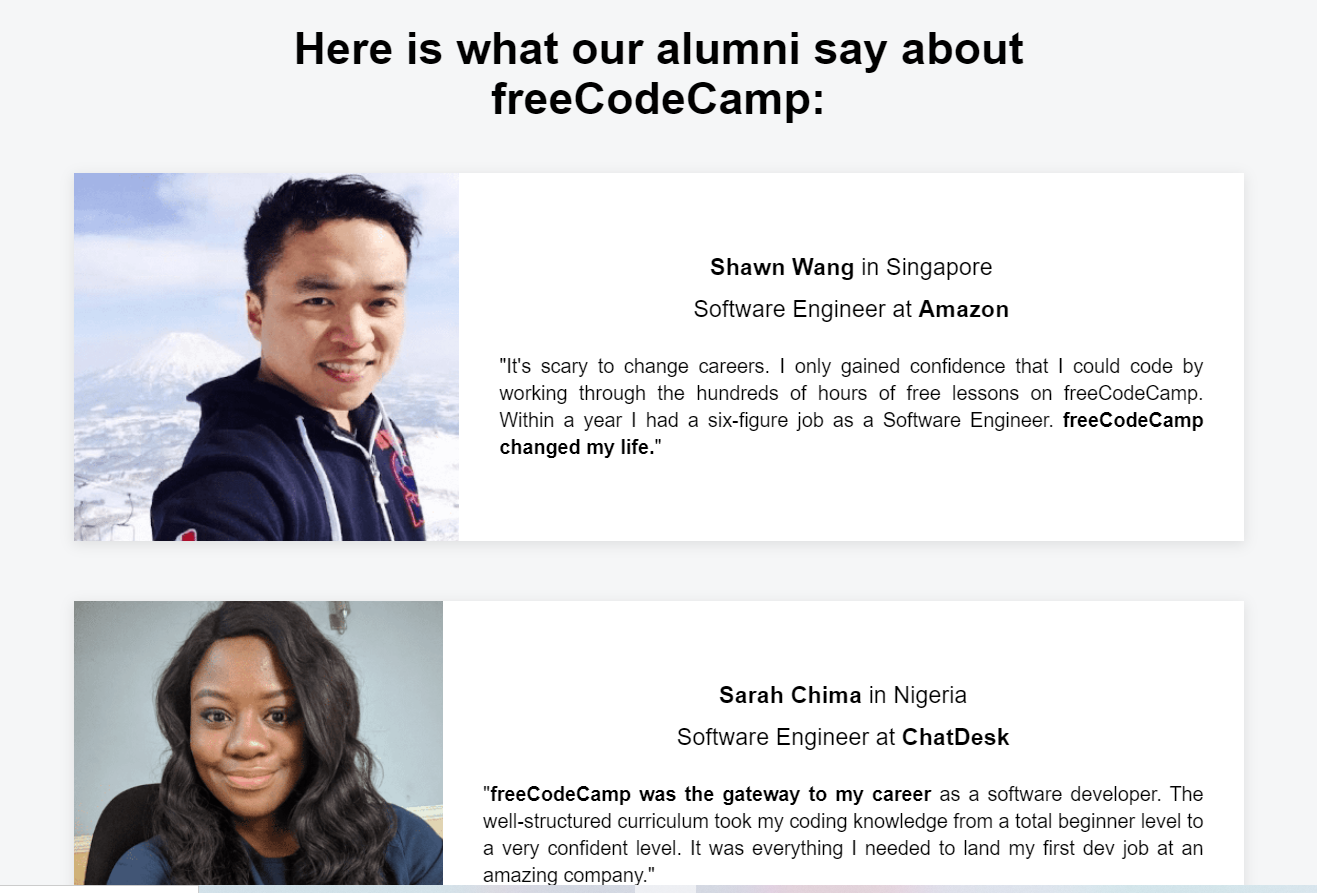 Here is what our alumni say about
freeCodeCamp:
Shawn Wang in Singapore
Software Engineer at Amazon
"It's scary to change careers. I only gained confidence that I could code by
working through the hundreds of hours of free lessons on freeCodeCamp.
Within a year I had a six-figure job as a Software Engineer. freeCodeCamp
changed my life."
Sarah Chima in Nigeria
Software Engineer at ChatDesk
"freeCodeCamp was the gateway to my career as a software developer. The
well-structured curriculum took my coding knowledge from a total beginner level to
a very confident level. It was everything I needed to land my first dev job at an
amazing company."